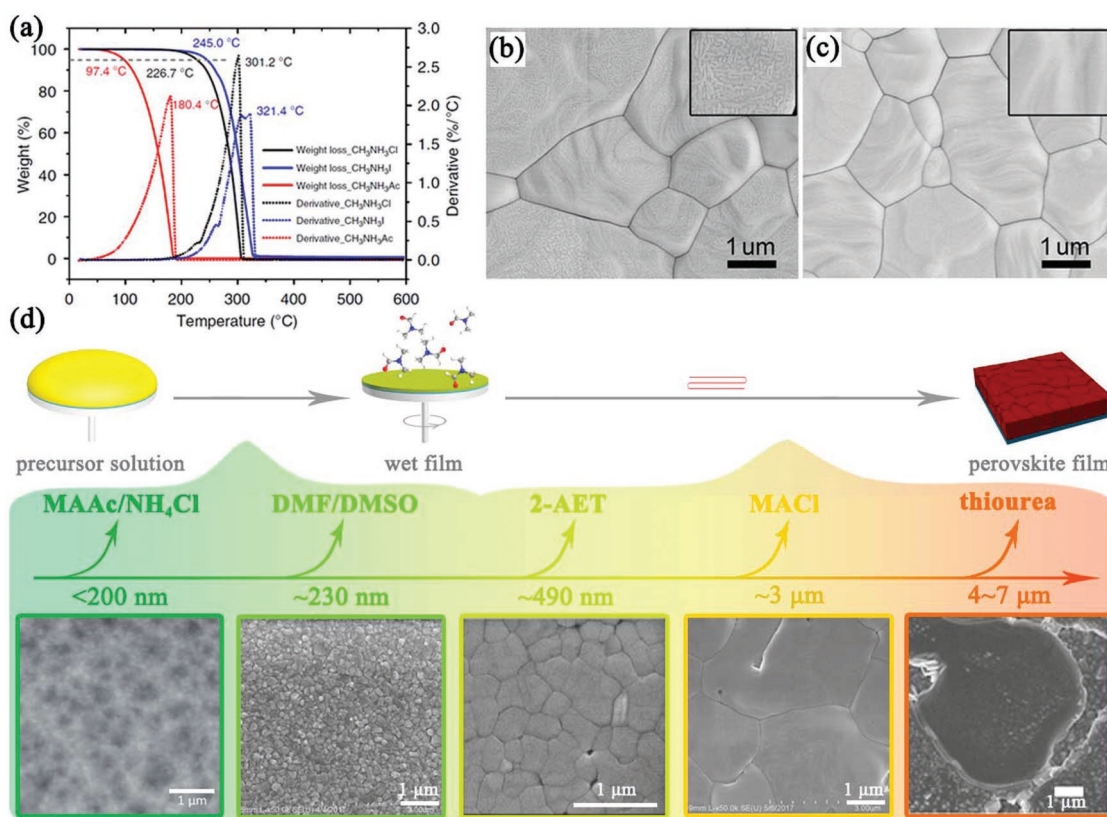 (a)
245.0 °C
100
97.4 °C
226.7 °C
301.2 °C
180.4 °C
321.4 °C
80
60
40
20
0
Weight (%)
3.0
2.5
2.0
1.5
1.0
0.5
0.0
Derivative (%/°C)
Weight loss_CH₃NH₃Cl
Weight loss_CH₃NH₃I
Weight loss_CH₃NH₃Ac
Derivative_CH₃NH₃Cl
Derivative_CH₃NH₃I
Derivative_CH₃NH₃Ac
0 100 200 300 400 500 600
Temperature (°C)
(b)
1 um
(c)
1 um
(d)
precursor solution
wet film
perovskite film
MAAc/NH₄Cl
DMF/DMSO
2-AET
MACl
thiourea
<200 nm
~230 nm
~490 nm
~3 μm
4~7 μm
1 μm
1 μm
1 μm
1 μm
3.00um
1 μm